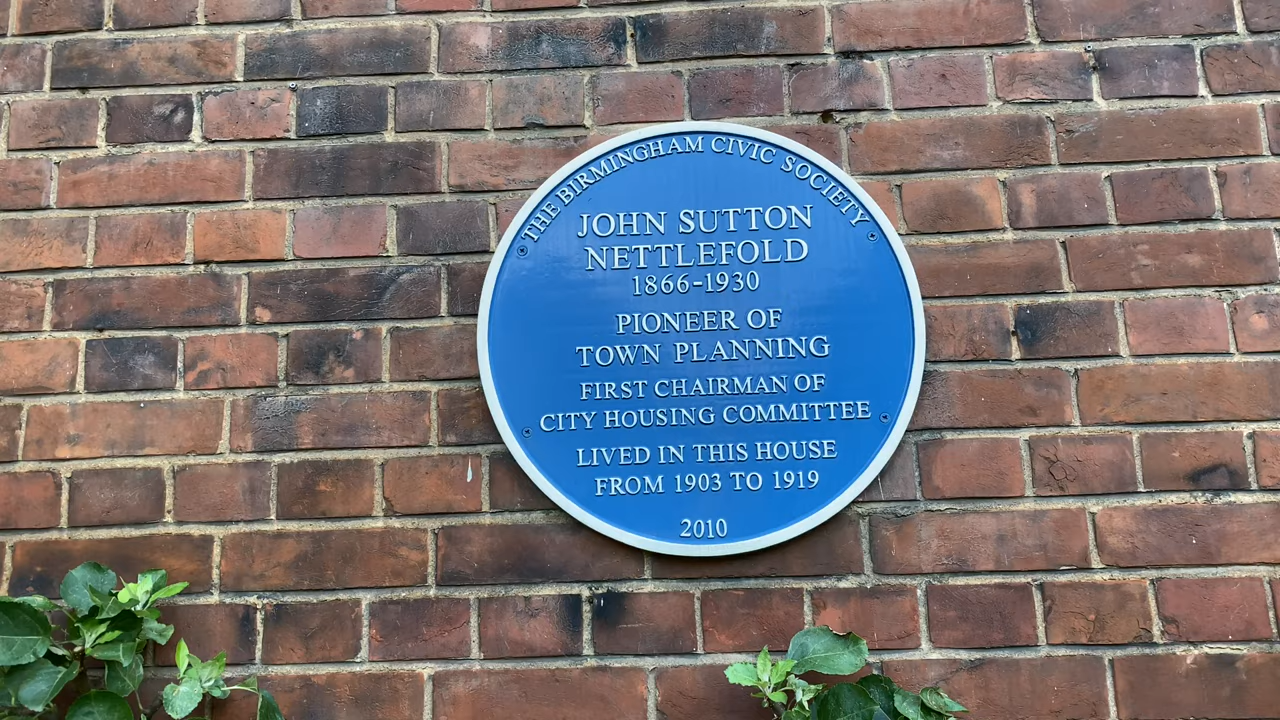 THE BIRMINGHAM CIVIC SOCIETY
JOHN SUTTON
NETTLEFOLD
1866-1930
PIONEER OF
TOWN PLANNING
FIRST CHAIRMAN OF
CITY HOUSING COMMITTEE
LIVED IN THIS HOUSE
FROM 1903 TO 1919
2010